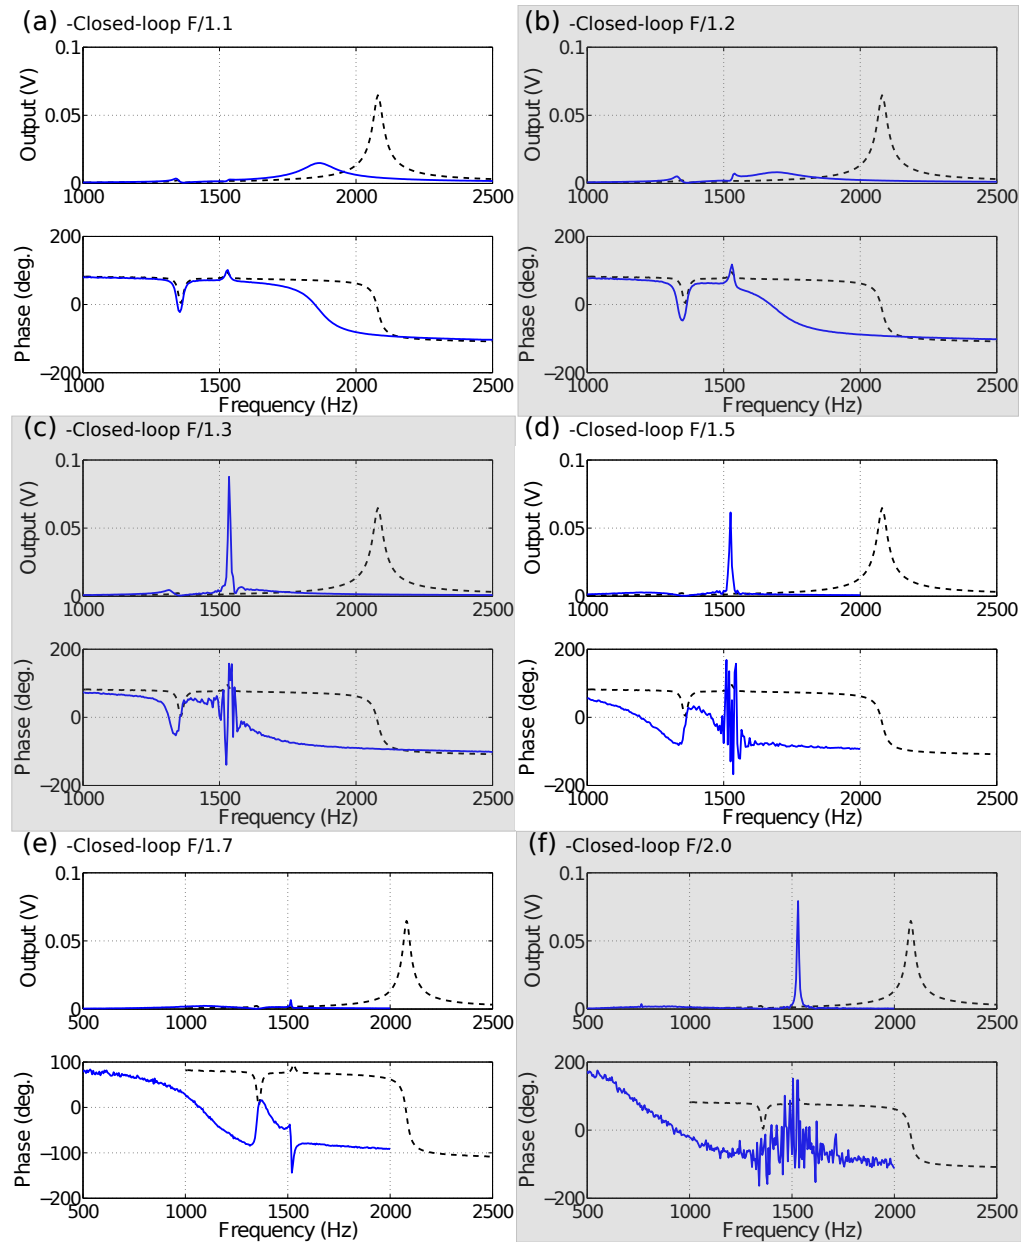 (a) -Closed-loop F/1.1
Output (V)
0.1
0.05
0
1000 1500 2000 2500
Phase (deg.)
200
0
−200
1000 1500 2000 2500
Frequency (Hz)
(b) -Closed-loop F/1.2
Output (V)
0.1
0.05
0
1000 1500 2000 2500
Phase (deg.)
200
0
−200
1000 1500 2000 2500
Frequency (Hz)
(c) -Closed-loop F/1.3
Output (V)
0.1
0.05
0
1000 1500 2000 2500
Phase (deg.)
200
0
−200
1000 1500 2000 2500
Frequency (Hz)
(d) -Closed-loop F/1.5
Output (V)
0.1
0.05
0
1000 1500 2000 2500
Phase (deg.)
200
0
−200
1000 1500 2000 2500
Frequency (Hz)
(e) -Closed-loop F/1.7
Output (V)
0.1
0.05
0
500 1000 1500 2000 2500
Phase (deg.)
100
0
−100
−200
500 1000 1500 2000 2500
Frequency (Hz)
(f) -Closed-loop F/2.0
Output (V)
0.1
0.05
0
500 1000 1500 2000 2500
Phase (deg.)
200
100
0
−100
−200
500 1000 1500 2000 2500
Frequency (Hz)